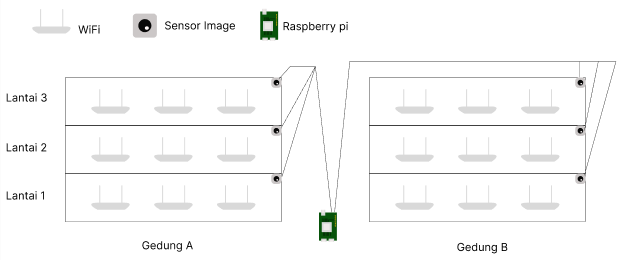 WiFi
Sensor Image
Raspberry pi
Lantai 3
Lantai 2
Lantai 1
Gedung A
Gedung B